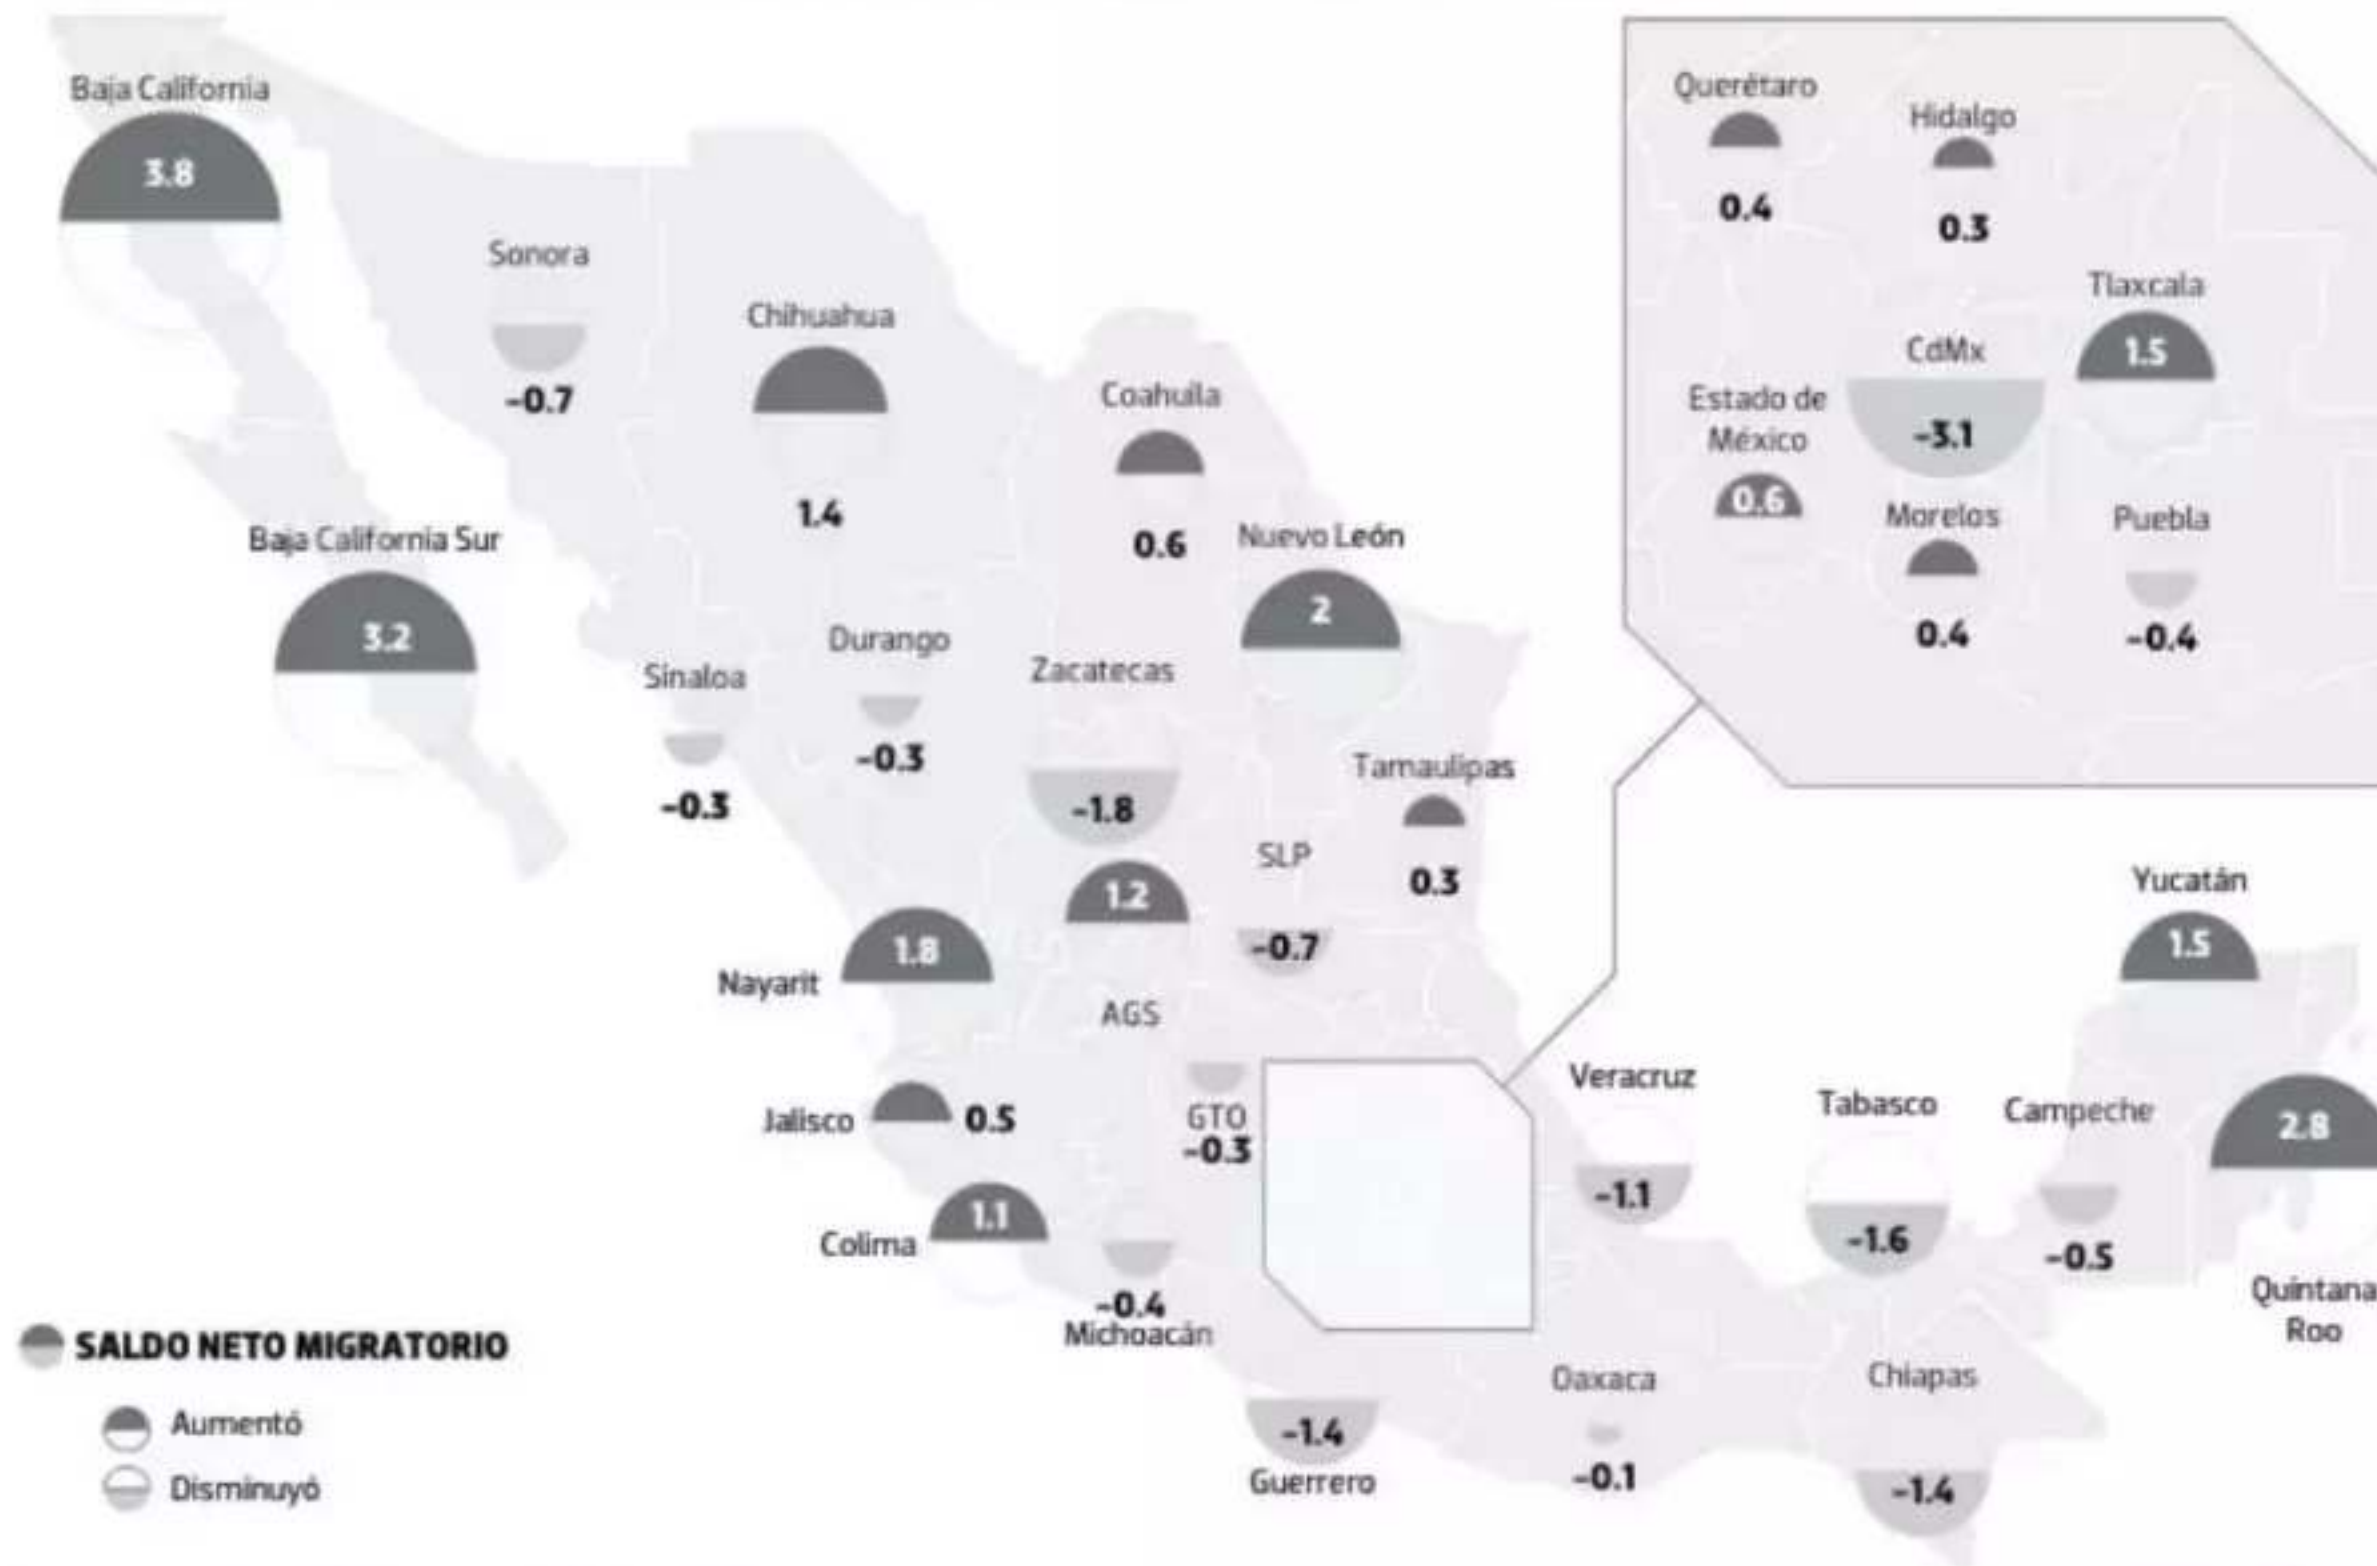 Baja California
3.8
Sonora
-0.7
Chihuahua
1.4
Coahuila
0.6
Nuevo León
2
Baja California Sur
3.2
Sinaloa
-0.3
Durango
-0.3
Zacatecas
-1.8
Tamaulipas
0.3
SLP
-0.7
1.2
AGS
Nayarit
1.8
Jalisco
0.5
GTO
-0.3
Colima
1.1
-0.4
Michoacán
-1.4
Guerrero
Querétaro
0.4
Hidalgo
0.3
Tlaxcala
1.5
CdMx
-3.1
Estado de
México
0.6
Morelos
0.4
Puebla
-0.4
Veracruz
-1.1
Tabasco
-1.6
Campeche
-0.5
Yucatán
1.5
2.8
Quintana
Roo
Oaxaca
-0.1
Chiapas
-1.4
SALDO NETO MIGRATORIO
Aumentó
Disminuyó